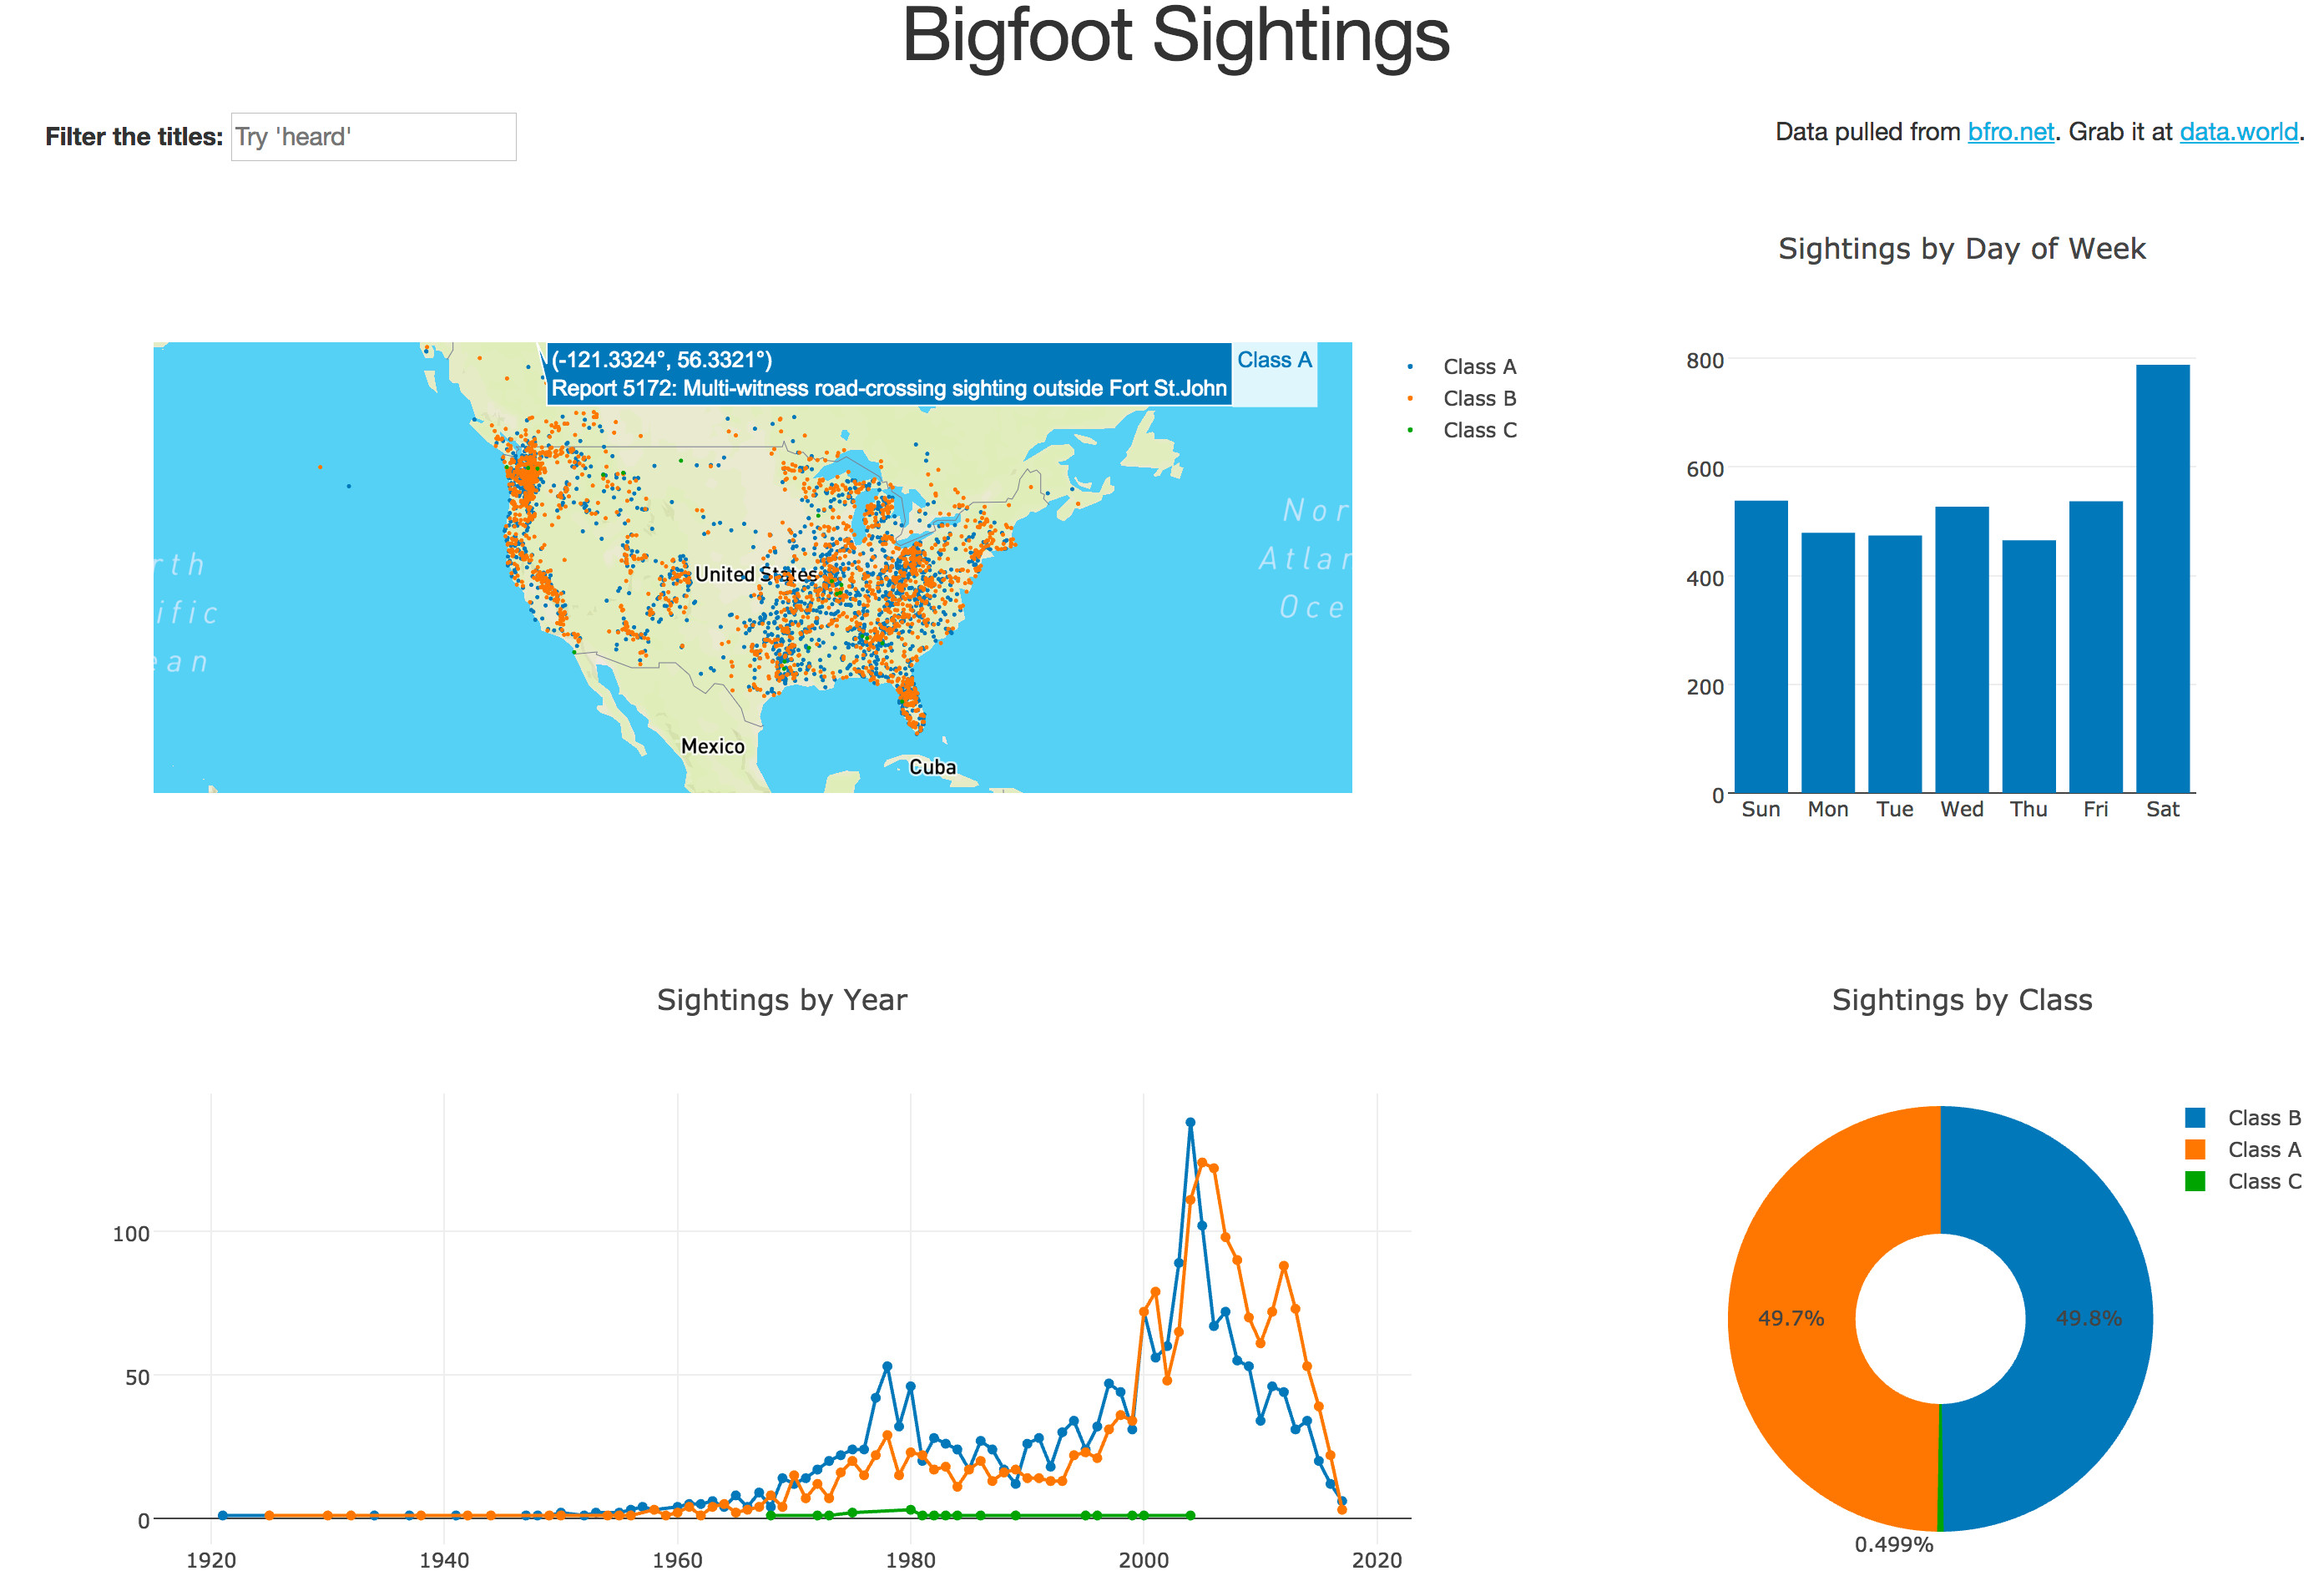 Bigfoot Sightings
Filter the titles: Try 'heard'
Data pulled from bfro.net. Grab it at data.world.
(-121.3324°, 56.3321°)
Report 5172: Multi-witness road-crossing sighting outside Fort St.John
Class A
rth
ific
ean
United States
Mexico
Cuba
Nor
Atlan
Oce
Class A
Class B
Class C
Sightings by Day of Week
800
600
400
200
0
Sun Mon Tue Wed Thu Fri Sat
Sightings by Year
100
50
0
1920 1940 1960 1980 2000 2020
Sightings by Class
49.7%
49.8%
0.499%
Class B
Class A
Class C